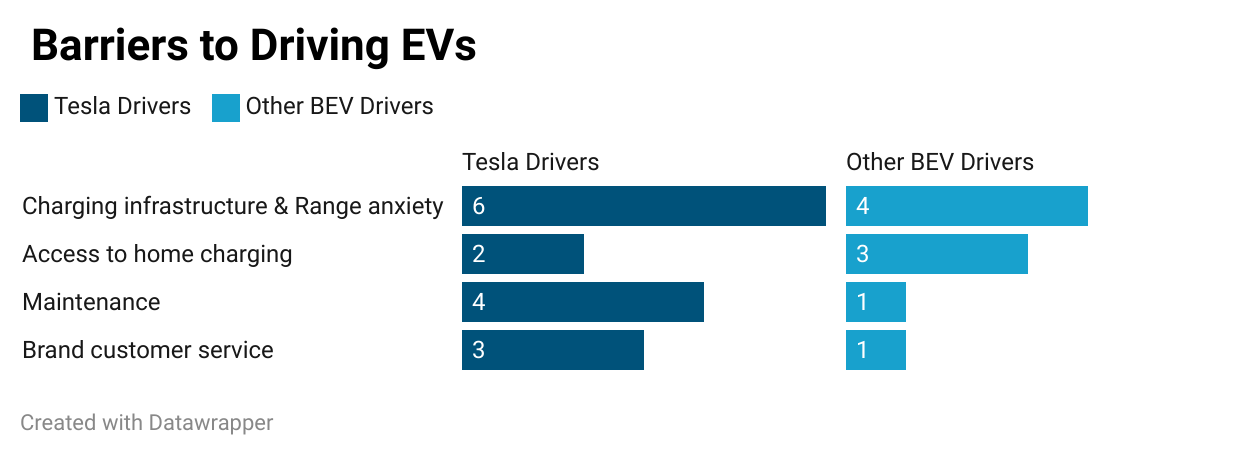 Barriers to Driving EVs
Tesla Drivers Other BEV Drivers
Tesla Drivers Other BEV Drivers
Charging infrastructure & Range anxiety 6 4
Access to home charging 2 3
Maintenance 4 1
Brand customer service 3 1
Created with Datawrapper